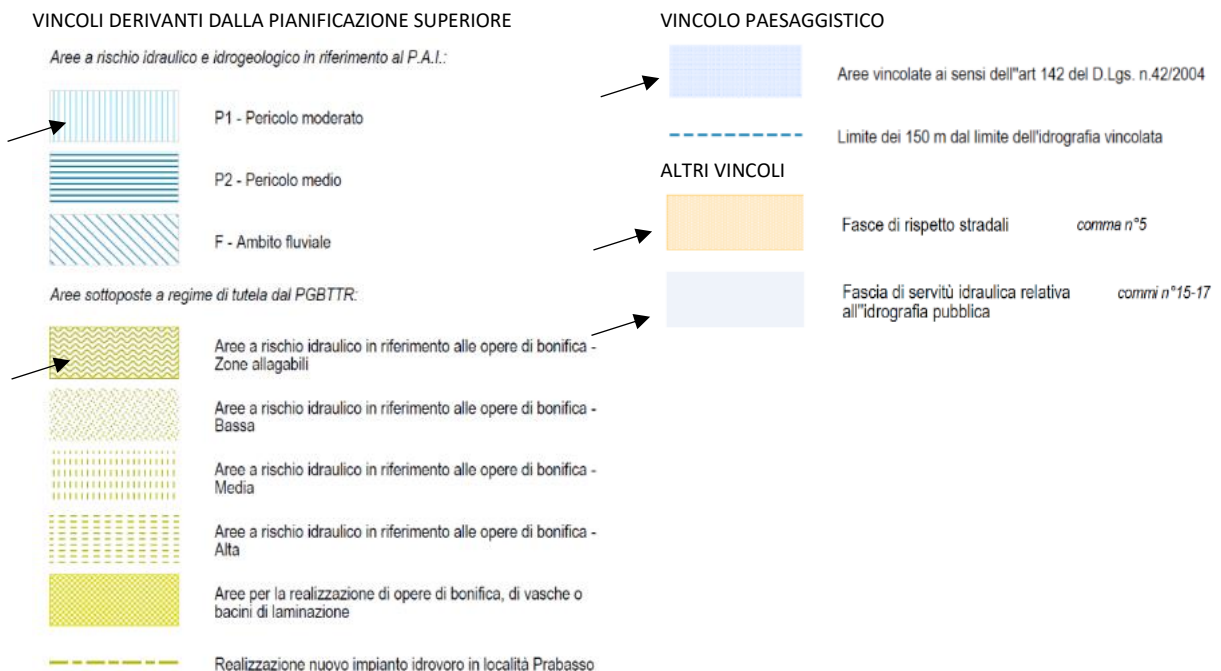 VINCOLI DERIVANTI DALLA PIANIFICAZIONE SUPERIORE
Aree a rischio idraulico e idrogeologico in riferimento al P.A.I.:
P1 - Pericolo moderato
P2 - Pericolo medio
F - Ambito fluviale
Aree sottoposte a regime di tutela dal PGBTTR:
Aree a rischio idraulico in riferimento alle opere di bonifica -
Zone allagabili
Aree a rischio idraulico in riferimento alle opere di bonifica -
Bassa
Aree a rischio idraulico in riferimento alle opere di bonifica -
Media
Aree a rischio idraulico in riferimento alle opere di bonifica -
Alta
Aree per la realizzazione di opere di bonifica, di vasche o
bacini di laminazione
Realizzazione nuovo impianto idrovoro in località Prabasso
VINCOLO PAESAGGISTICO
Aree vincolate ai sensi dell"art 142 del D.Lgs. n.42/2004
Limite dei 150 m dal limite dell'idrografia vincolata
ALTRI VINCOLI
Fasce di rispetto stradali comma n°5
Fascia di servitù idraulica relativa commi n°15-17
all"idrografia pubblica